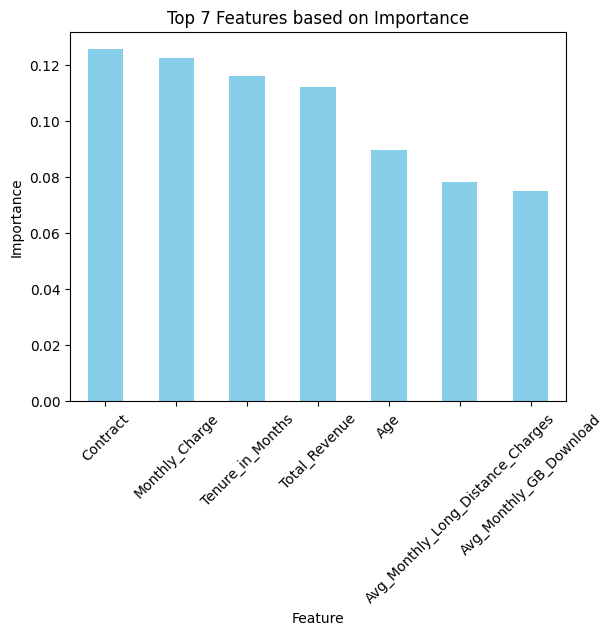 Top 7 Features based on Importance
Importance
0.12
0.10
0.08
0.06
0.04
0.02
0.00
Contract
Monthly_Charge
Tenure_in_Months
Total_Revenue
Age
Avg_Monthly_Long_Distance_Charges
Avg_Monthly_GB_Download
Feature